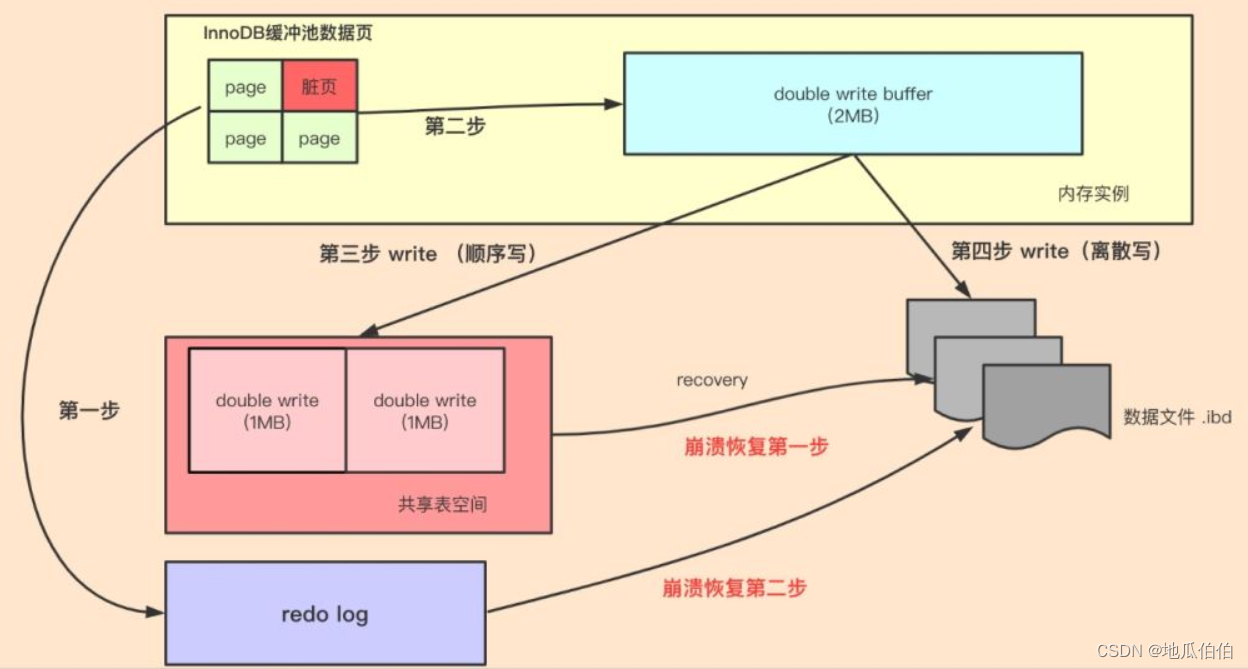 InnoDB缓冲池数据页
page
脏页
page
page
第二步
double write buffer
(2MB)
内存实例
第三步 write （顺序写）
第四步 write（离散写）
第一步
double write
(1MB)
double write
(1MB)
共享表空间
recovery
崩溃恢复第一步
数据文件 .ibd
崩溃恢复第二步
redo log
CSDN @地瓜伯伯